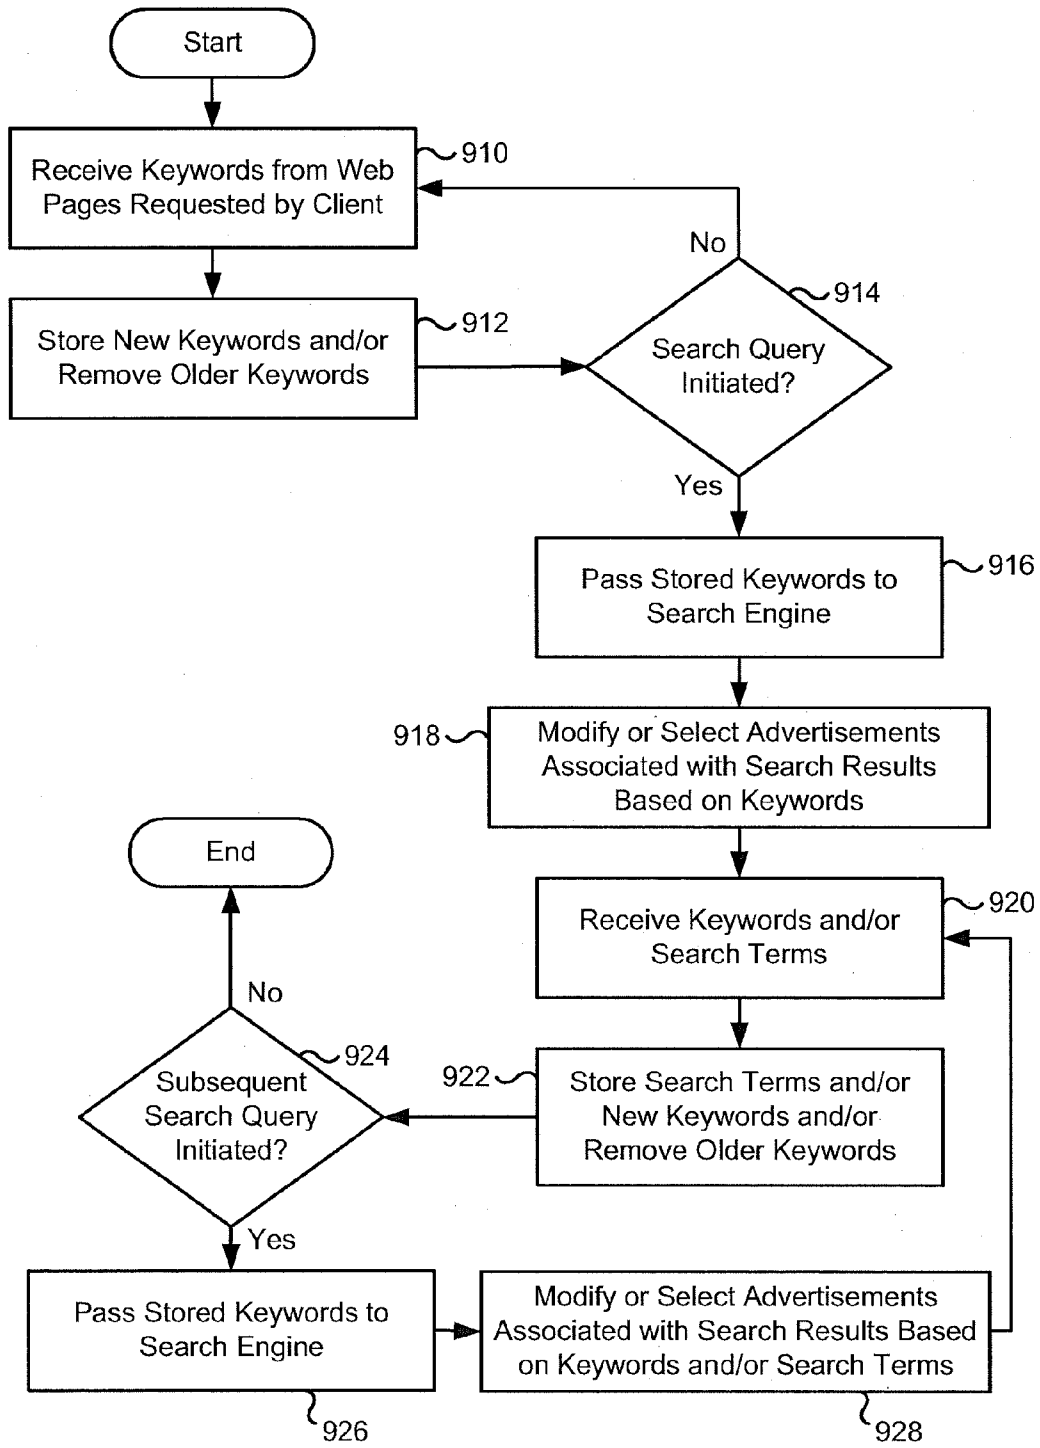 Start
Receive Keywords from Web
Pages Requested by Client
910
Store New Keywords and/or
Remove Older Keywords
912
No
914
Search Query
Initiated?
Yes
Pass Stored Keywords to
Search Engine
916
918
Modify or Select Advertisements
Associated with Search Results
Based on Keywords
Receive Keywords and/or
Search Terms
920
922
Store Search Terms and/or
New Keywords and/or
Remove Older Keywords
End
No
924
Subsequent
Search Query
Initiated?
Yes
Pass Stored Keywords to
Search Engine
926
Modify or Select Advertisements
Associated with Search Results Based
on Keywords and/or Search Terms
928